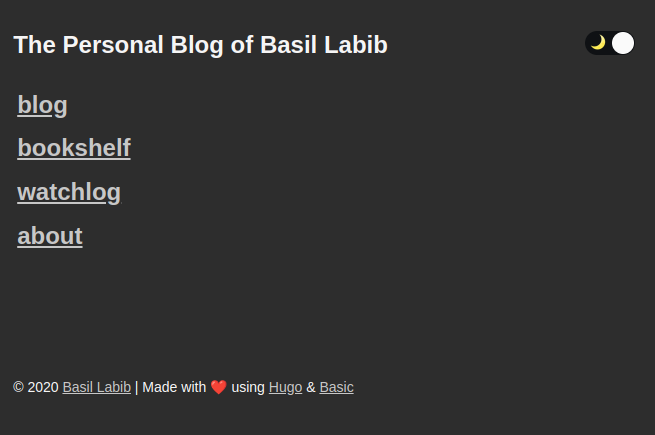 The Personal Blog of Basil Labib
blog
bookshelf
watchlog
about
© 2020 Basil Labib | Made with ❤️ using Hugo & Basic